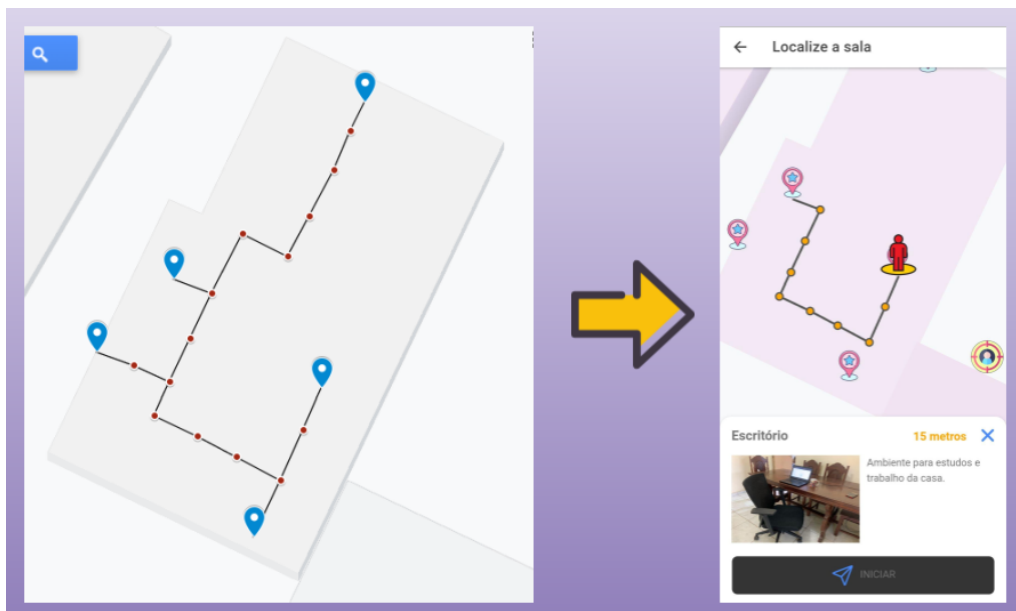 Localize a sala
Escritório
15 metros
Ambiente para estudos e
trabalho da casa.
INICIAR